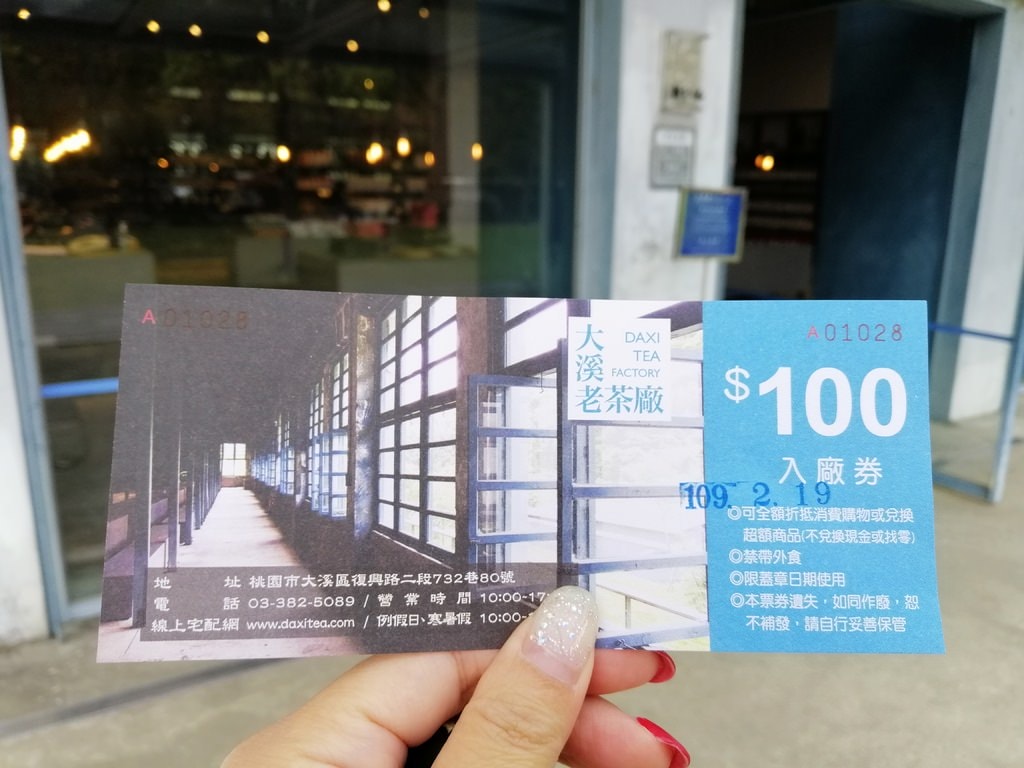 A01028
大溪老茶廠
DAXI
TEA
FACTORY
地 址 桃園市大溪區復興路二段732巷80號
電 話 03-382-5089 / 營業時間 10:00-17
線上宅配網 www.daxitea.com / 例假日、寒暑假 10:00-
A01028
$100
入廠券
109. 2. 19
◎可全額折抵消費購物或兌換
超額商品(不兌換現金或找零)
◎禁帶外食
◎限蓋章日期使用
◎本票券遺失，如同作廢，恕
不補發，請自行妥善保管